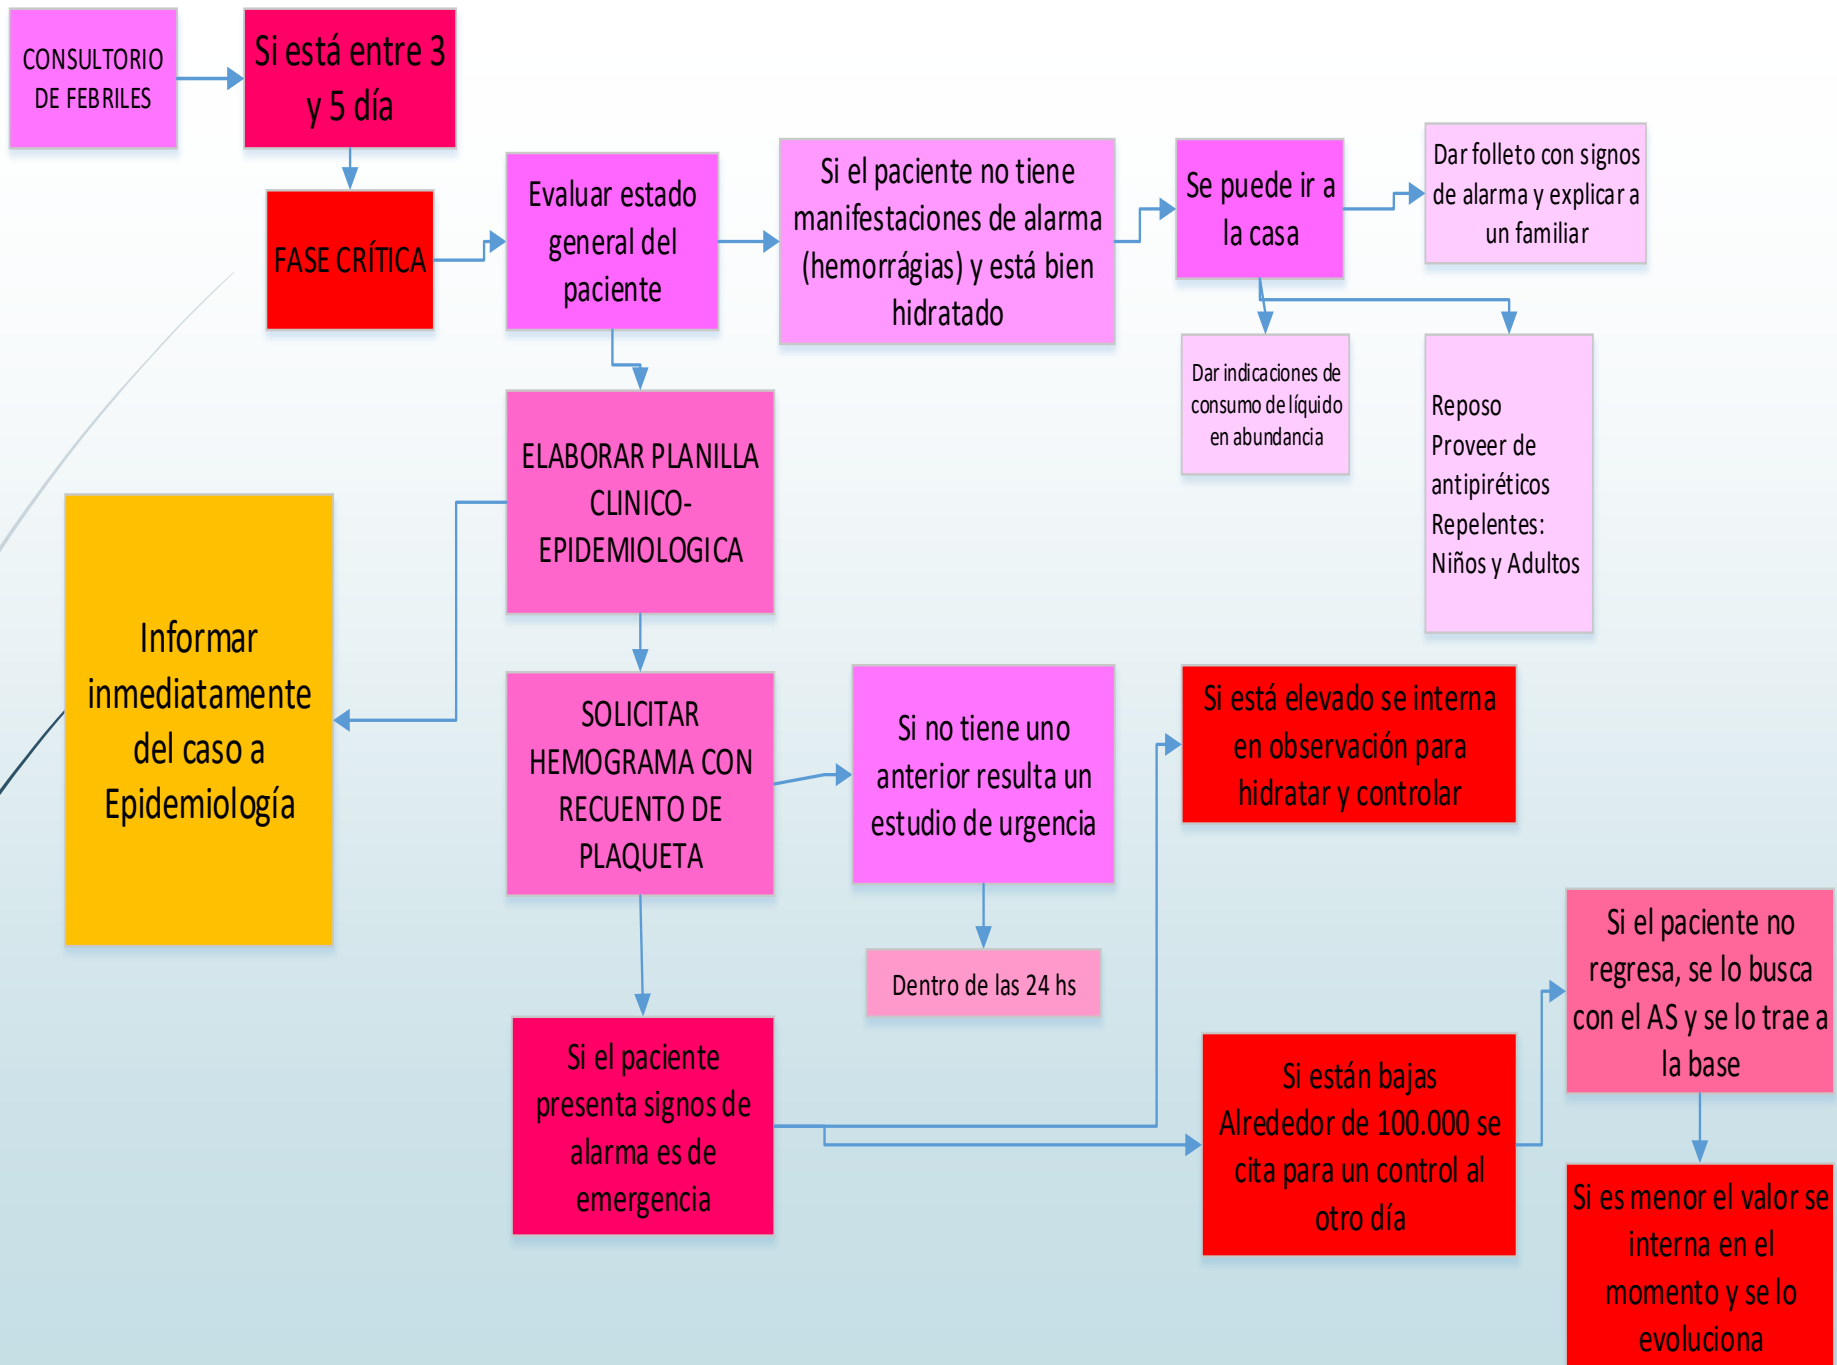 CONSULTORIO
DE FEBRILES
Si está entre 3
y 5 día
FASE CRÍTICA
Evaluar estado
general del
paciente
Si el paciente no tiene
manifestaciones de alarma
(hemorrágias) y está bien
hidratado
Se puede ir a
la casa
Dar folleto con signos
de alarma y explicar a
un familiar
Dar indicaciones de
consumo de líquido
en abundancia
Reposo
Proveer de
antipiréticos
Repelentes:
Niños y Adultos
ELABORAR PLANILLA
CLINICO-
EPIDEMIOLOGICA
Informar
inmediatamente
del caso a
Epidemiología
SOLICITAR
HEMOGRAMA CON
RECUENTO DE
PLAQUETA
Si no tiene uno
anterior resulta un
estudio de urgencia
Dentro de las 24 hs
Si está elevado se interna
en observación para
hidratar y controlar
Si el paciente
presenta signos de
alarma es de
emergencia
Si están bajas
Alrededor de 100.000 se
cita para un control al
otro día
Si el paciente no
regresa, se lo busca
con el AS y se lo trae a
la base
Si es menor el valor se
interna en el
momento y se lo
evoluciona